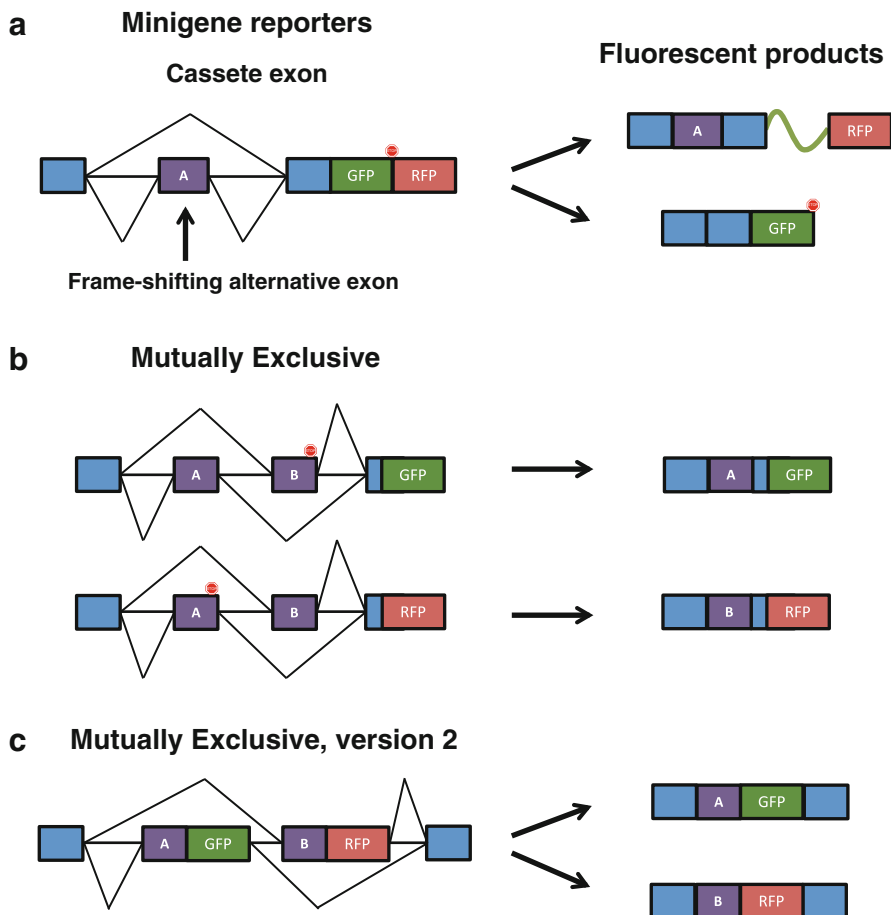 a
Minigene reporters
Fluorescent products
Cassete exon
A
GFP
RFP
A
RFP
GFP
Frame-shifting alternative exon
b
Mutually Exclusive
A
B
GFP
A
GFP
A
B
RFP
B
RFP
c
Mutually Exclusive, version 2
A
GFP
B
RFP
A
GFP
B
RFP